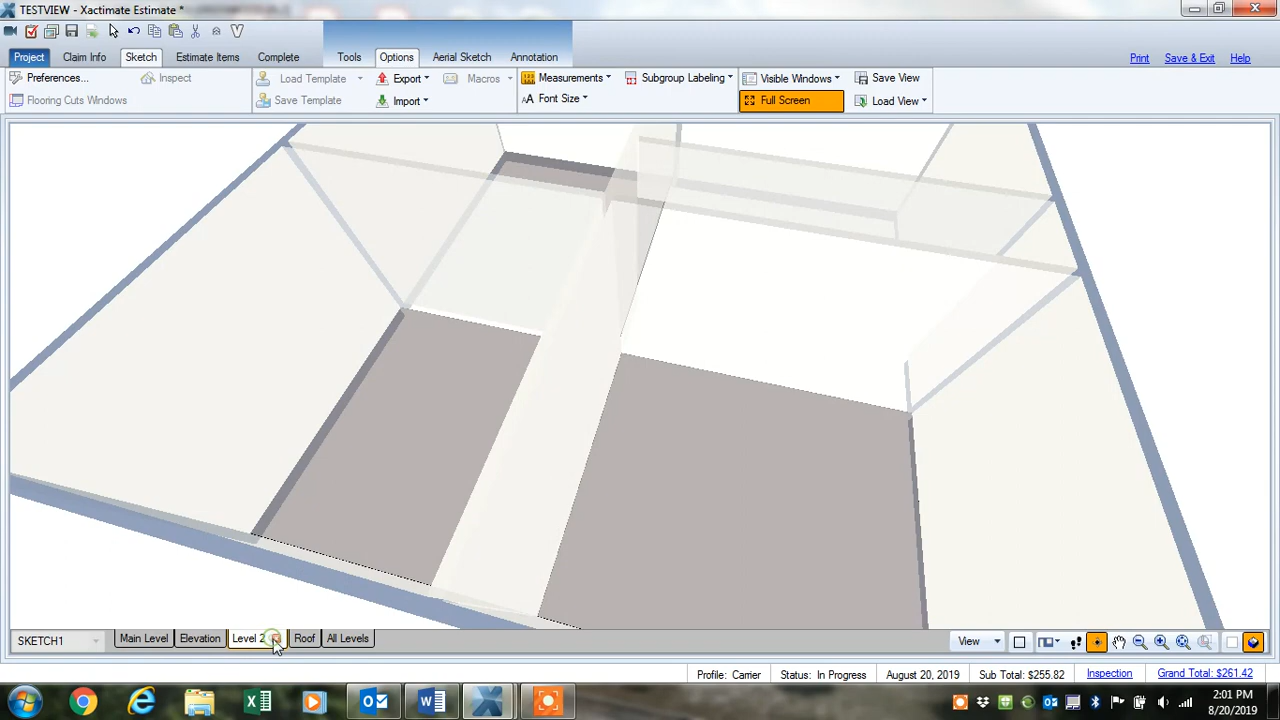 TESTVIEW - Xactimate Estimate *
Project Claim Info Sketch Estimate Items Complete Tools Options Aerial Sketch Annotation Print Save & Exit Help
Preferences... Inspect Load Template Export Macros Measurements Subgroup Labeling Visible Windows Save View
Roofing Cuts Windows Save Template Import Font Size Full Screen Load View
SKETCH1 Main Level Elevation Level 2 Roof All Levels View
Profile: Carrier Status: In Progress August 20, 2019 Sub Total: $255.82 Inspection Grand Total: $261.42
2:01 PM
8/20/2019